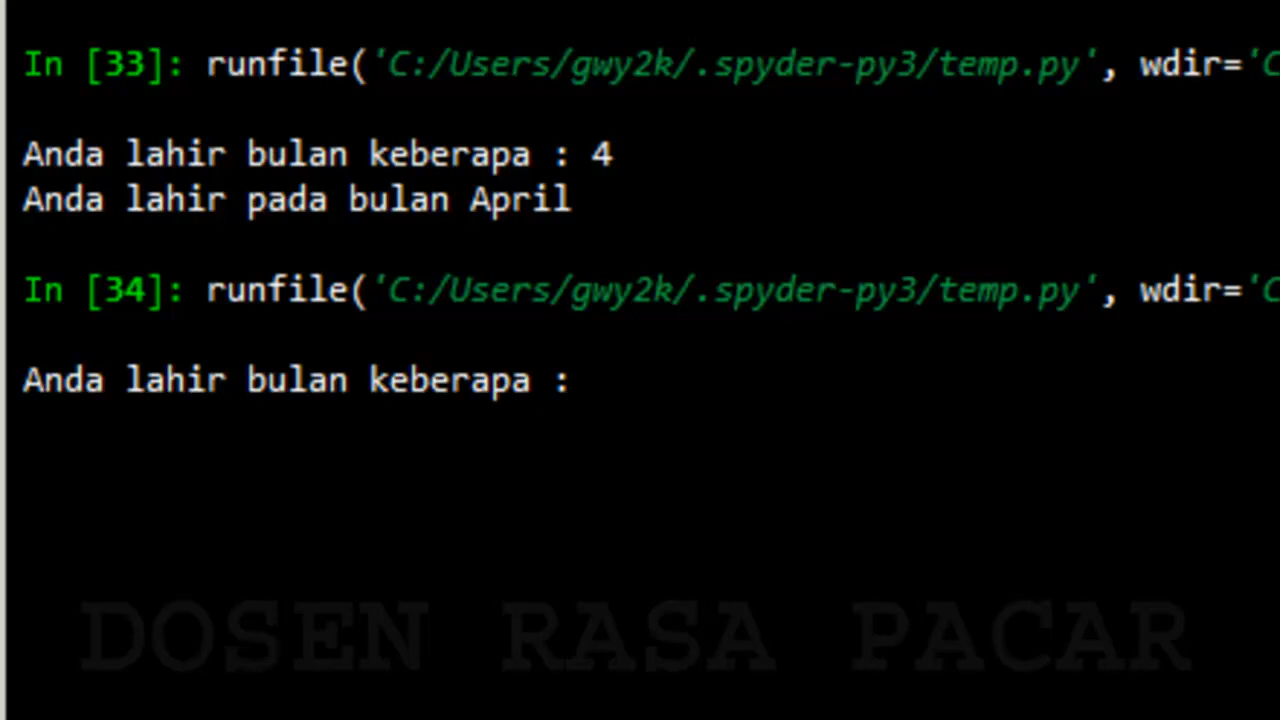 In [33]: runfile('C:/Users/gwy2k/.spyder-py3/temp.py', wdir='C
Anda lahir bulan keberapa : 4
Anda lahir pada bulan April
In [34]: runfile('C:/Users/gwy2k/.spyder-py3/temp.py', wdir='C
Anda lahir bulan keberapa :
DOSEN RASA PACAR